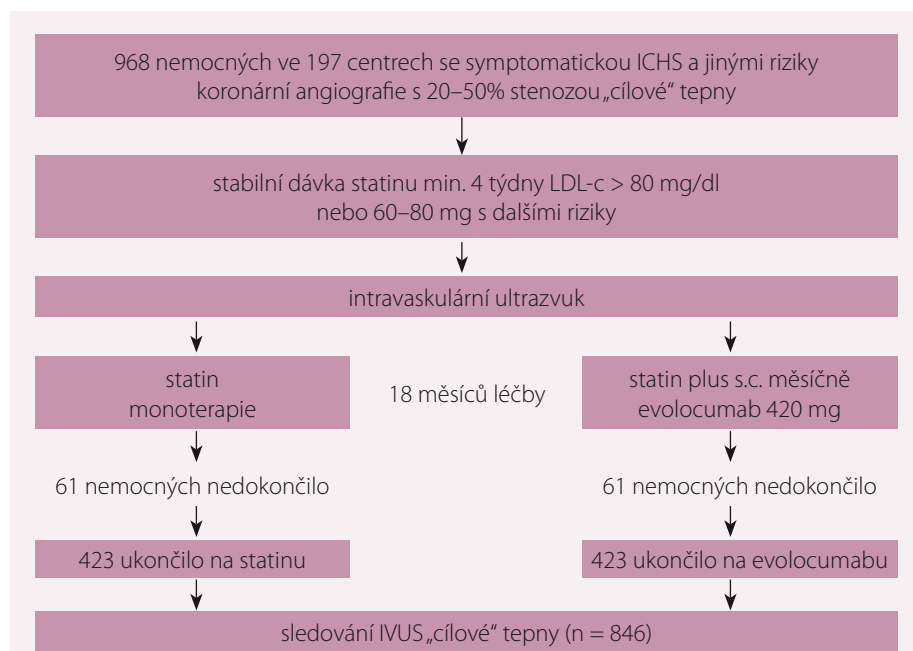 968 nemocných ve 197 centrech se symptomatickou ICHS a jinými riziky
koronární angiografie s 20–50% stenozou „cílové“ tepny
stabilní dávka statinu min. 4 týdny LDL-c > 80 mg/dl
nebo 60–80 mg s dalšími riziky
intravaskulární ultrazvuk
statin
monoterapie
18 měsíců léčby
statin plus s.c. měsíčně
evolocumab 420 mg
61 nemocných nedokončilo
61 nemocných nedokončilo
423 ukončilo na statinu
423 ukončilo na evolocumabu
sledování IVUS „cílové“ tepny (n = 846)